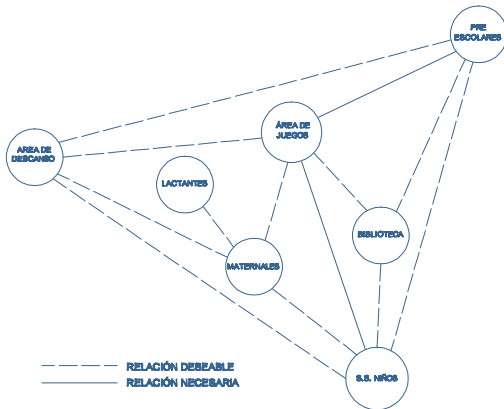 PRE
ESCOLARES
ÁREA DE
JUEGOS
AREA DE
DESCANSO
LACTANTES
BIBLIOTECA
MATERNALES
S.S. NIÑOS
RELACIÓN DESEABLE
RELACIÓN NECESARIA